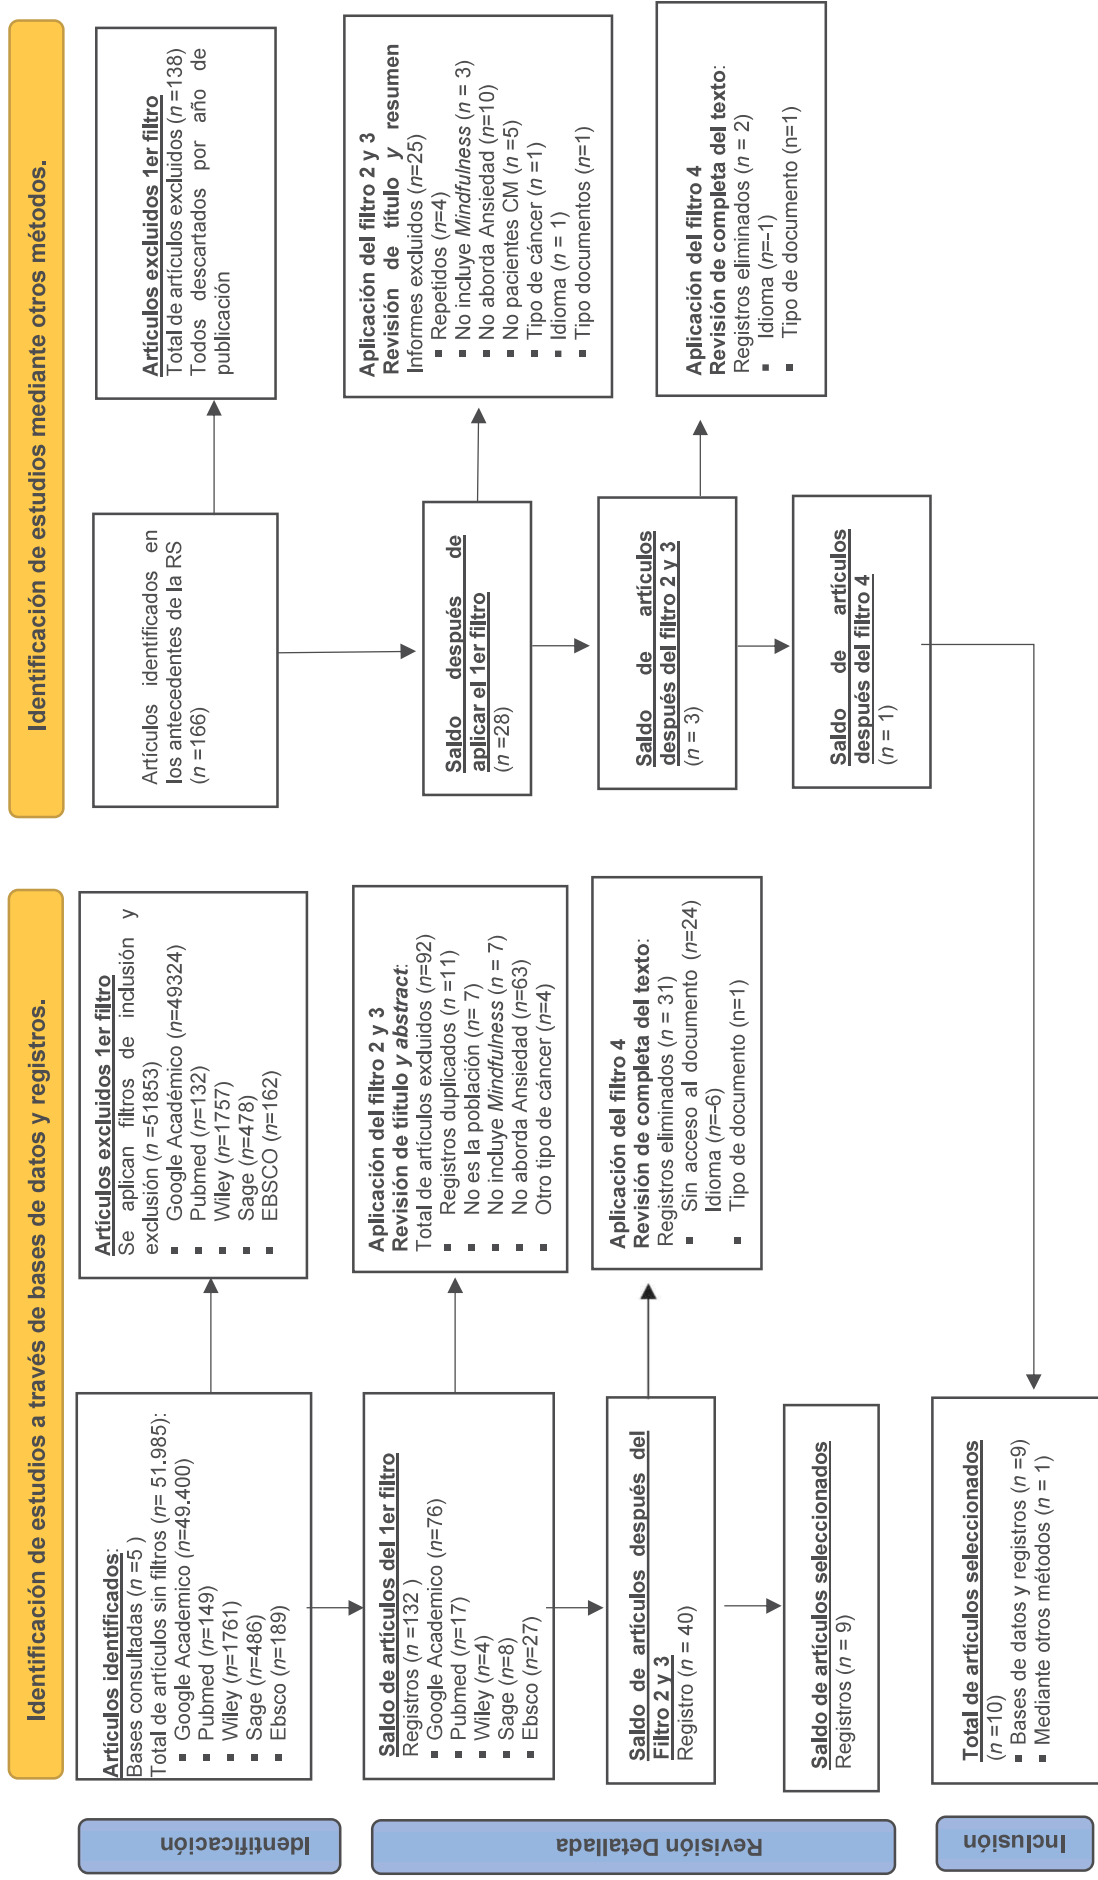 Identificación de estudios a través de bases de datos y registros.
Identificación de estudios mediante otros métodos.
Identificación
Artículos identificados:
Bases consultadas (n =5 )
Total de artículos sin filtros (n= 51.985):
▪ Google Academico (n=49.400)
▪ Pubmed (n=149)
▪ Wiley (n=1761)
▪ Sage (n=486)
▪ Ebsco (n=189)
Artículos excluidos 1er filtro
Se aplican filtros de inclusión y
exclusión (n =51853)
▪ Google Académico (n=49324)
▪ Pubmed (n=132)
▪ Wiley (n=1757)
▪ Sage (n=478)
▪ EBSCO (n=162)
Artículos identificados en
los antecedentes de la RS
(n =166)
Artículos excluidos 1er filtro
Total de artículos excluidos (n =138)
Todos descartados por año de
publicación
Revisión Detallada
Saldo de artículos del 1er filtro
Registros (n =132 )
▪ Google Academico (n=76)
▪ Pubmed (n=17)
▪ Wiley (n=4)
▪ Sage (n=8)
▪ Ebsco (n=27)
Aplicación del filtro 2 y 3
Revisión de tiitulo y abstract:
Total de artículos excluidos (n=92)
▪ Registros duplicados (n =11)
▪ No es la población (n= 7)
▪ No incluye Mindfulness (n = 7)
▪ No aborda Ansiedad (n=63)
▪ Otro tipo de cáncer (n=4)
Saldo después de
aplicar el 1er filtro
(n =28)
Aplicación del filtro 2 y 3
Revisión de título y resumen
Informes excluidos (n=25)
▪ Repetidos (n=4)
▪ No incluye Mindfulness (n = 3)
▪ No aborda Ansiedad (n=10)
▪ No pacientes CM (n =5)
▪ Tipo de cáncer (n =1)
▪ Idioma (n = 1)
▪ Tipo documentos (n=1)
Saldo de artículos después del
Filtro 2 y 3
Registro (n = 40)
Aplicación del filtro 4
Revisión de completa del texto:
Registros eliminados (n = 31)
▪ Sin acceso al documento (n=24)
Idioma (n=-6)
▪ Tipo de documento (n=1)
Saldo de artículos
después del filtro 2 y 3
(n = 3)
Aplicación del filtro 4
Revisión de completa del texto:
Registros eliminados (n = 2)
▪ Idioma (n=-1)
▪ Tipo de documento (n=1)
Saldo de artículos seleccionados
Registros (n = 9)
Saldo de artículos
después del filtro 4
(n = 1)
Inclusión
Total de artículos seleccionados
(n =10)
▪ Bases de datos y registros (n =9)
▪ Mediante otros métodos (n = 1)